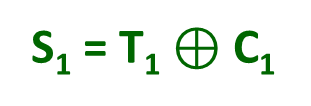 S₁ = T₁ ⊕ C₁